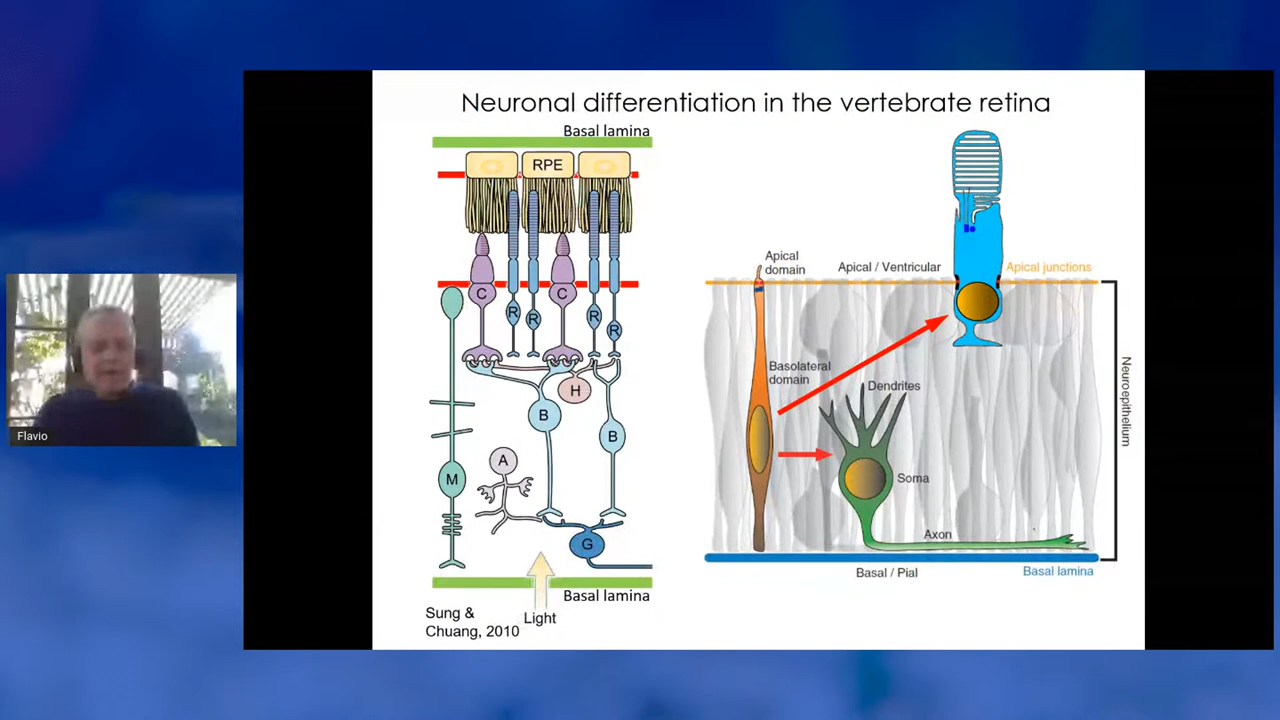 Neuronal differentiation in the vertebrate retina
Basal lamina
RPE
C
C
R
R
R
R
H
B
B
A
M
G
Basal lamina
Light
Sung &
Chuang, 2010
Apical
domain
Apical / Ventricular
Apical junctions
Basolateral
domain
Dendrites
Soma
Axon
Neuroepithelium
Basal / Pial
Basal lamina
Flavio